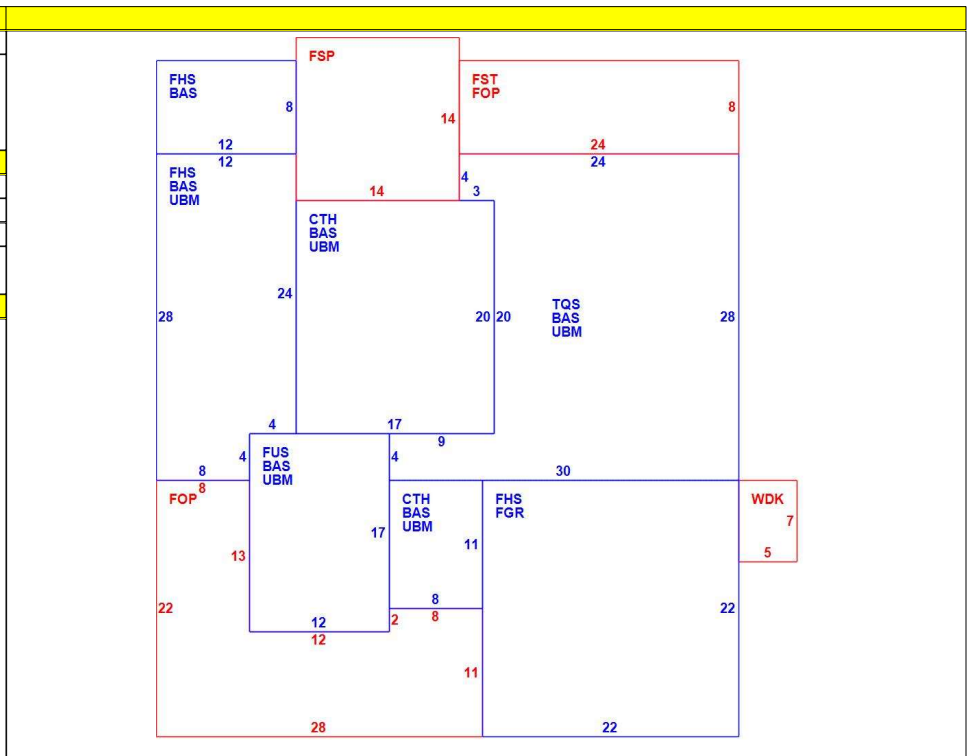 FSP
FHS
BAS
8
FST
FOP
14
8
12
12
24
24
FHS
BAS
UBM
4
3
14
CTH
BAS
UBM
24
28
20
20
TQS
BAS
UBM
28
4
17
9
4
FUS
BAS
UBM
4
8
8
30
FOP
CTH
BAS
UBM
FHS
FGR
WDK
7
17
11
13
5
8
8
22
22
2
12
12
11
28
22